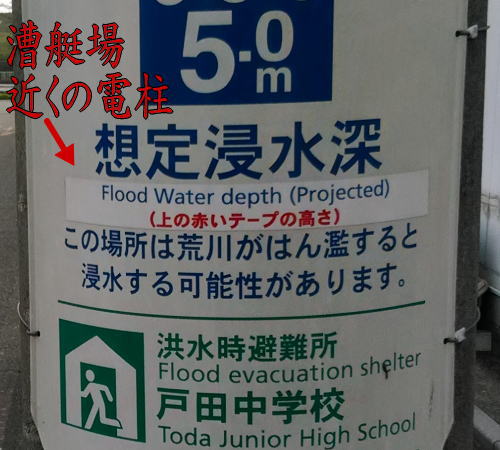 漕艇場
近くの電柱
5.0m
想定浸水深
Flood Water depth (Projected)
(上の赤いテープの高さ)
この場所は荒川がはん濫すると
浸水する可能性があります。
洪水時避難所
Flood evacuation shelter
戸田中学校
Toda Junior High School